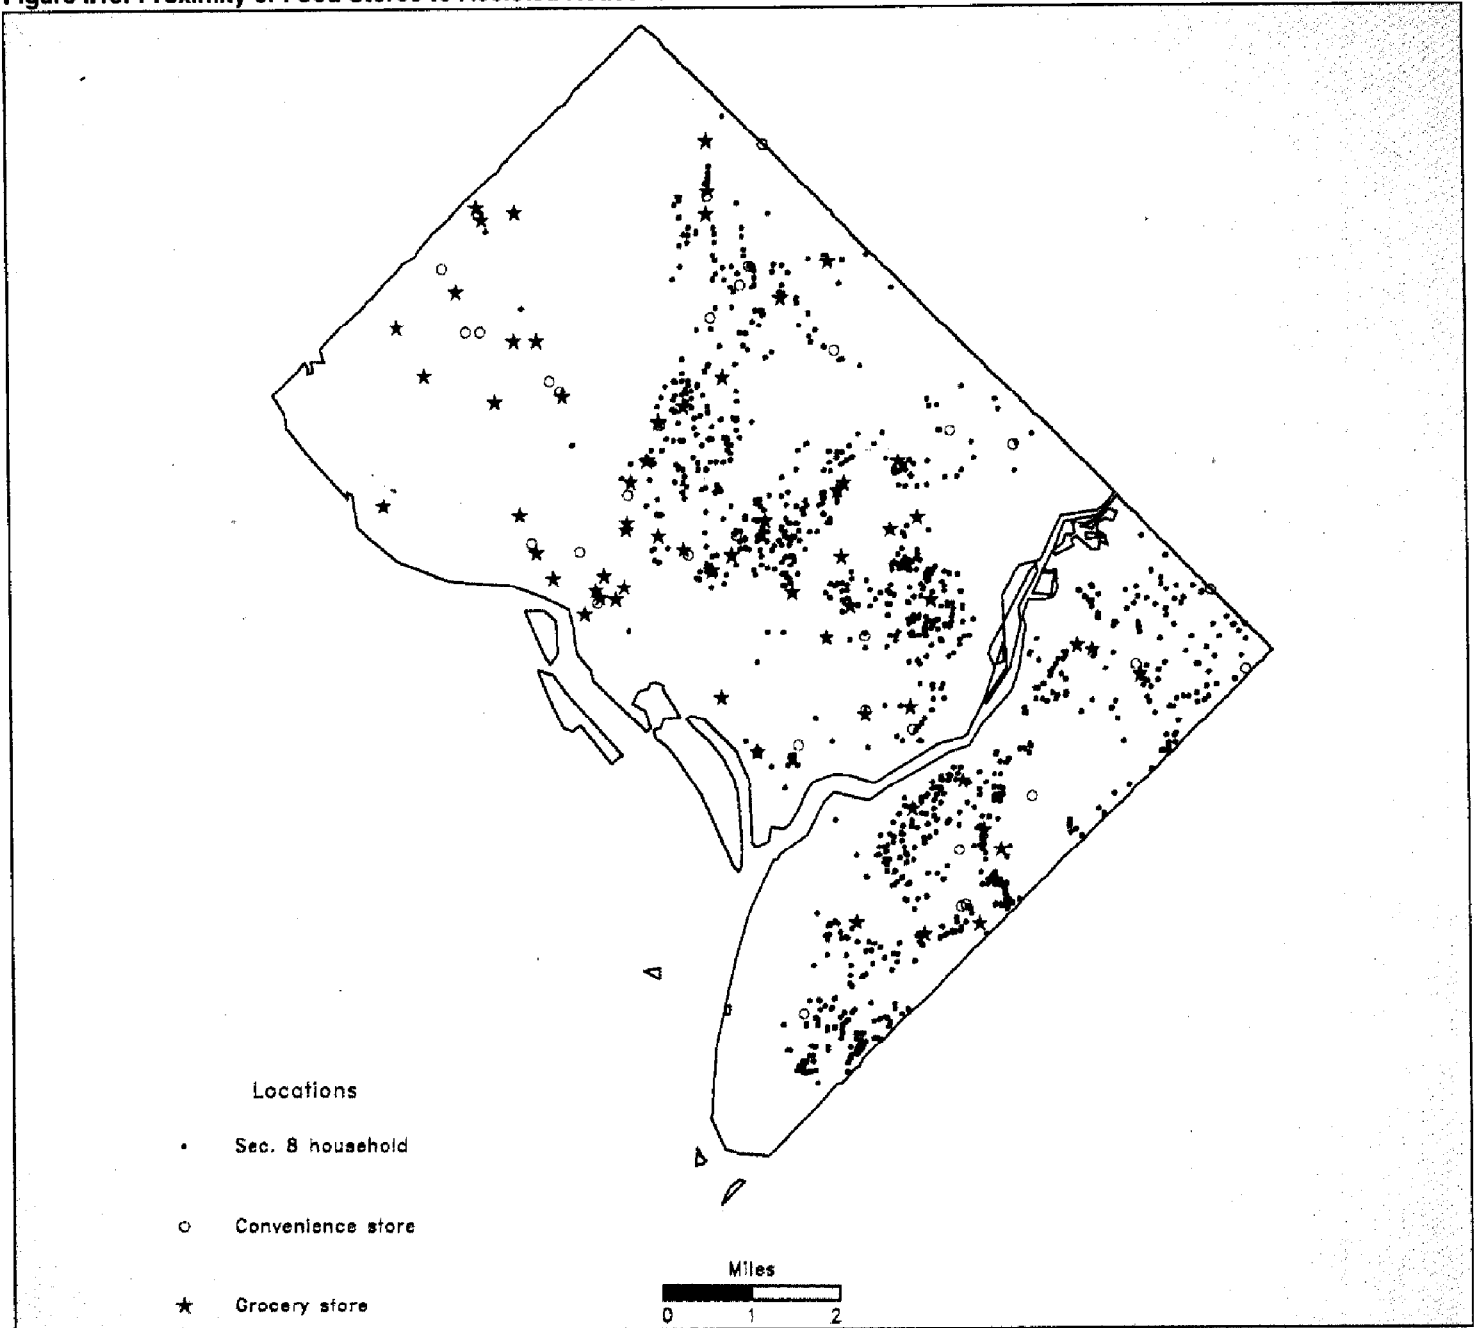 Locations
Sec. 8 household
Convenience store
Grocery store
Miles
0 1 2